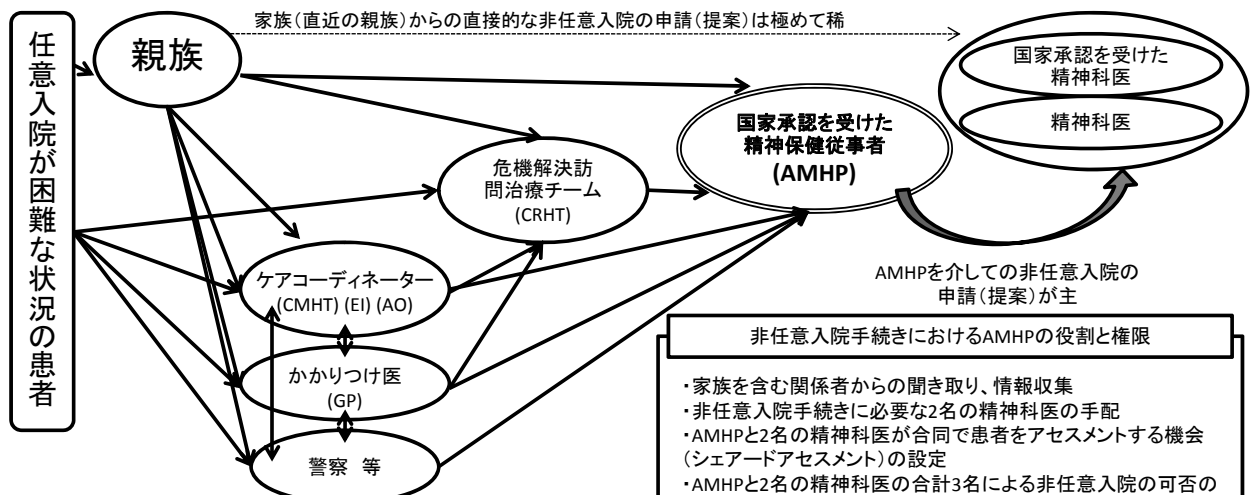 家族（直近の親族）からの直接的な非任意入院の申請（提案）は極めて稀
任意入院が困難な状況の患者
親族
国家承認を受けた
精神科医
精神科医
国家承認を受けた
精神保健従事者
(AMHP)
危機解決訪
問治療チーム
(CRHT)
ケアコーディネーター
(CMHT) (EI) (AO)
かかりつけ医
(GP)
警察 等
AMHPを介しての非任意入院の
申請（提案）が主
非任意入院手続きにおけるAMHPの役割と権限
・家族を含む関係者からの聞き取り、情報収集
・非任意入院手続きに必要な2名の精神科医の手配
・AMHPと2名の精神科医が合同で患者をアセスメントする機会
（シェアードアセスメント）の設定
・AMHPと2名の精神科医の合計3名による非任意入院の可否の